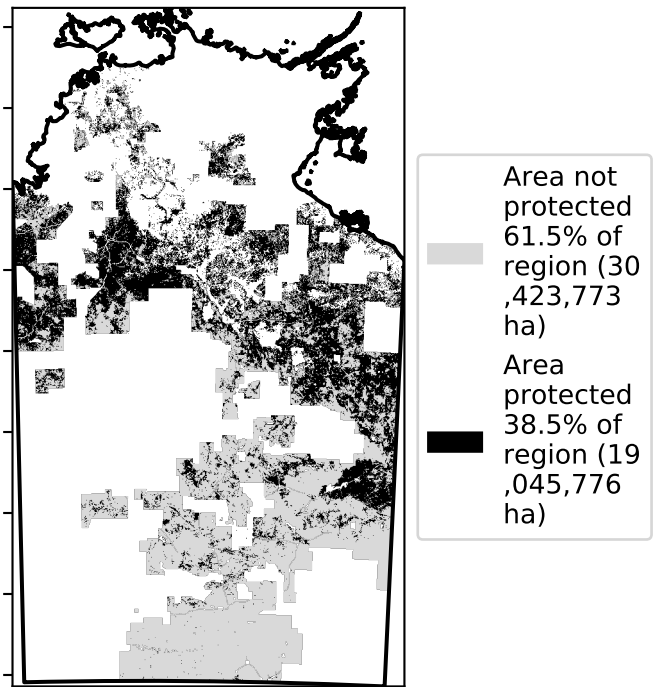 Area not
protected
61.5% of
region (30
,423,773
ha)
Area
protected
38.5% of
region (19
,045,776
ha)